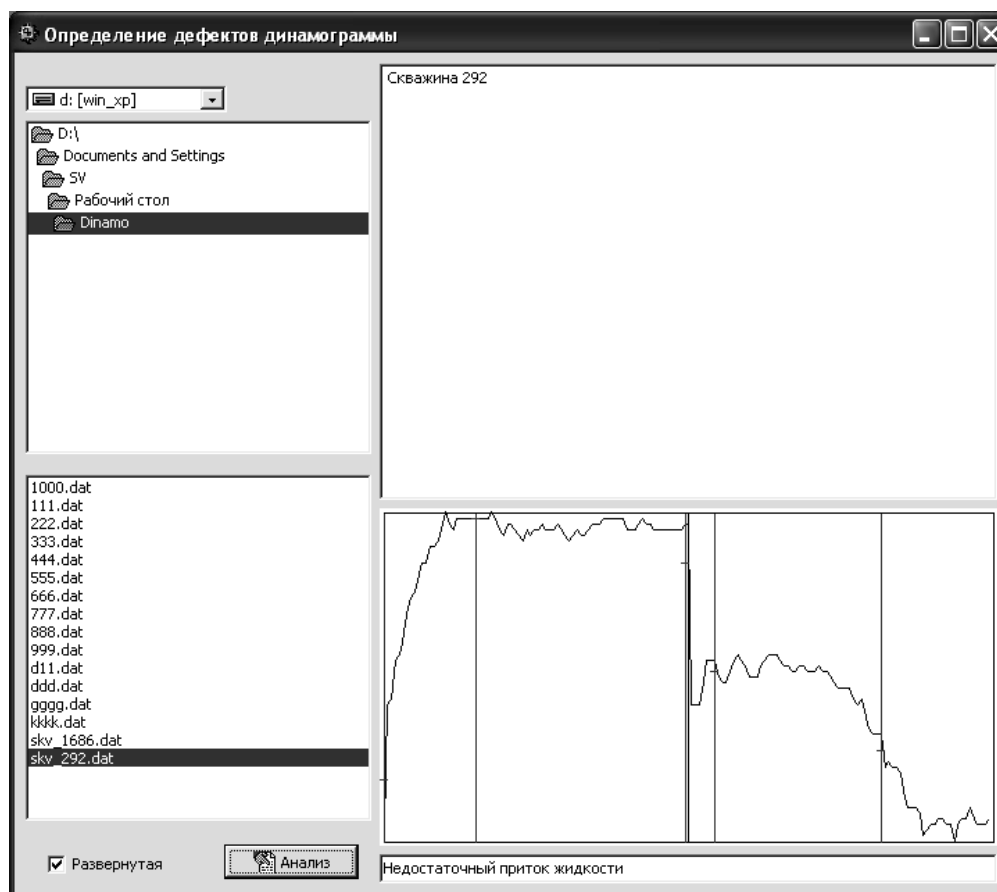 Определение дефектов динамограммы
d: [win_xp]
D:\
Documents and Settings
SV
Рабочий стол
Dinamo
Скважина 292
1000.dat
111.dat
222.dat
333.dat
444.dat
555.dat
666.dat
777.dat
888.dat
999.dat
d11.dat
ddd.dat
gggg.dat
kkkk.dat
skv_1686.dat
skv_292.dat
Развернутая
Анализ
Недостаточный приток жидкости